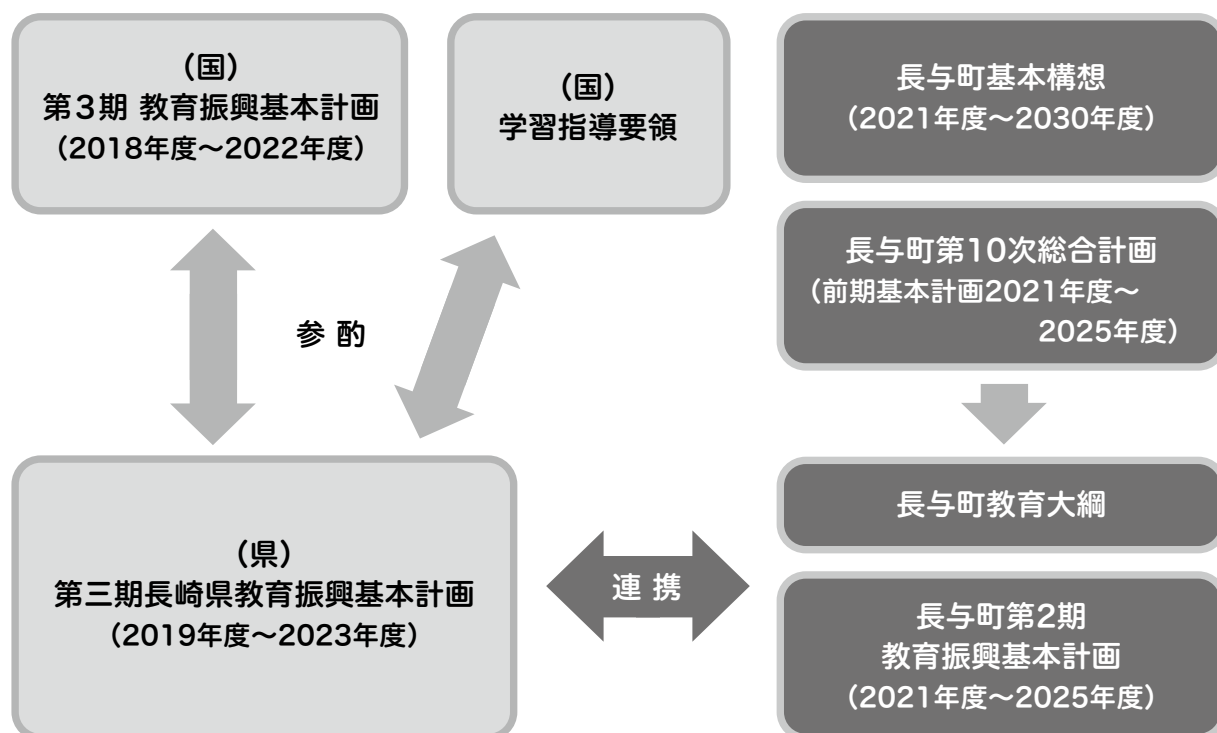 （国）
第３期 教育振興基本計画
（2018年度～2022年度）
（国）
学習指導要領
長与町基本構想
（2021年度～2030年度）
長与町第10次総合計画
（前期基本計画2021年度～
2025年度）
参 酌
（県）
第三期長崎県教育振興基本計画
（2019年度～2023年度）
連 携
長与町教育大綱
長与町第2期
教育振興基本計画
（2021年度～2025年度）